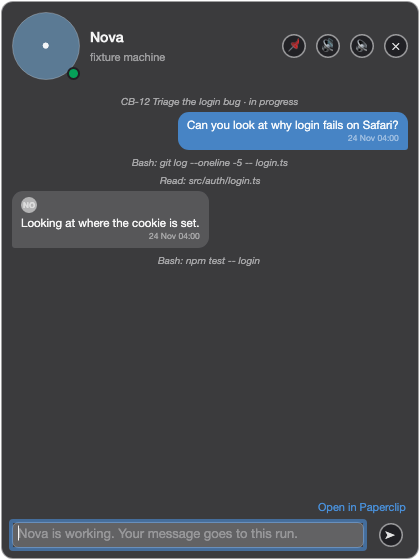 Nova
fixture machine
CB-12 Triage the login bug · in progress
Can you look at why login fails on Safari?
24 Nov 04:00
Bash: git log --oneline -5 -- login.ts
Read: src/auth/login.ts
NO
Looking at where the cookie is set.
24 Nov 04:00
Bash: npm test -- login
Open in Paperclip
Nova is working. Your message goes to this run.